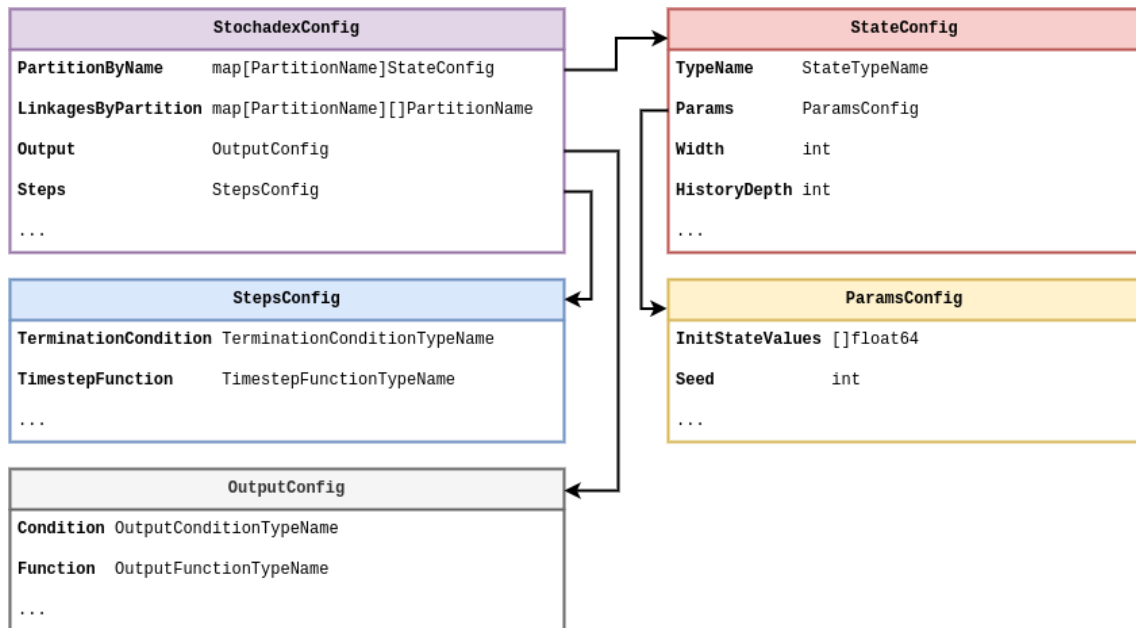 StochadexConfig
PartitionByName map[PartitionName]StateConfig
LinkagesByPartition map[PartitionName][]PartitionName
Output OutputConfig
Steps StepsConfig
...
StateConfig
TypeName StateTypeName
Params ParamsConfig
Width int
HistoryDepth int
...
StepsConfig
TerminationCondition TerminationConditionTypeName
TimestepFunction TimestepFunctionTypeName
...
ParamsConfig
InitStateValues []float64
Seed int
...
OutputConfig
Condition OutputConditionTypeName
Function OutputFunctionTypeName
...